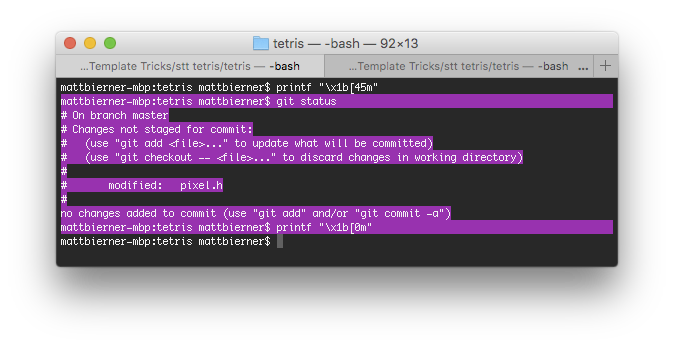 tetris — -bash — 92×13
...Template Tricks/stt tetris/tetris — -bash
...Template Tricks/stt tetris/tetris — -bash ...
mattbierner-mbp:tetris mattbierner$ printf "\x1b[45m"
mattbierner-mbp:tetris mattbierner$ git status
# On branch master
# Changes not staged for commit:
#   (use "git add <file>..." to update what will be committed)
#   (use "git checkout -- <file>..." to discard changes in working directory)
#
#       modified:   pixel.h
#
no changes added to commit (use "git add" and/or "git commit -a")
mattbierner-mbp:tetris mattbierner$ printf "\x1b[0m"
mattbierner-mbp:tetris mattbierner$